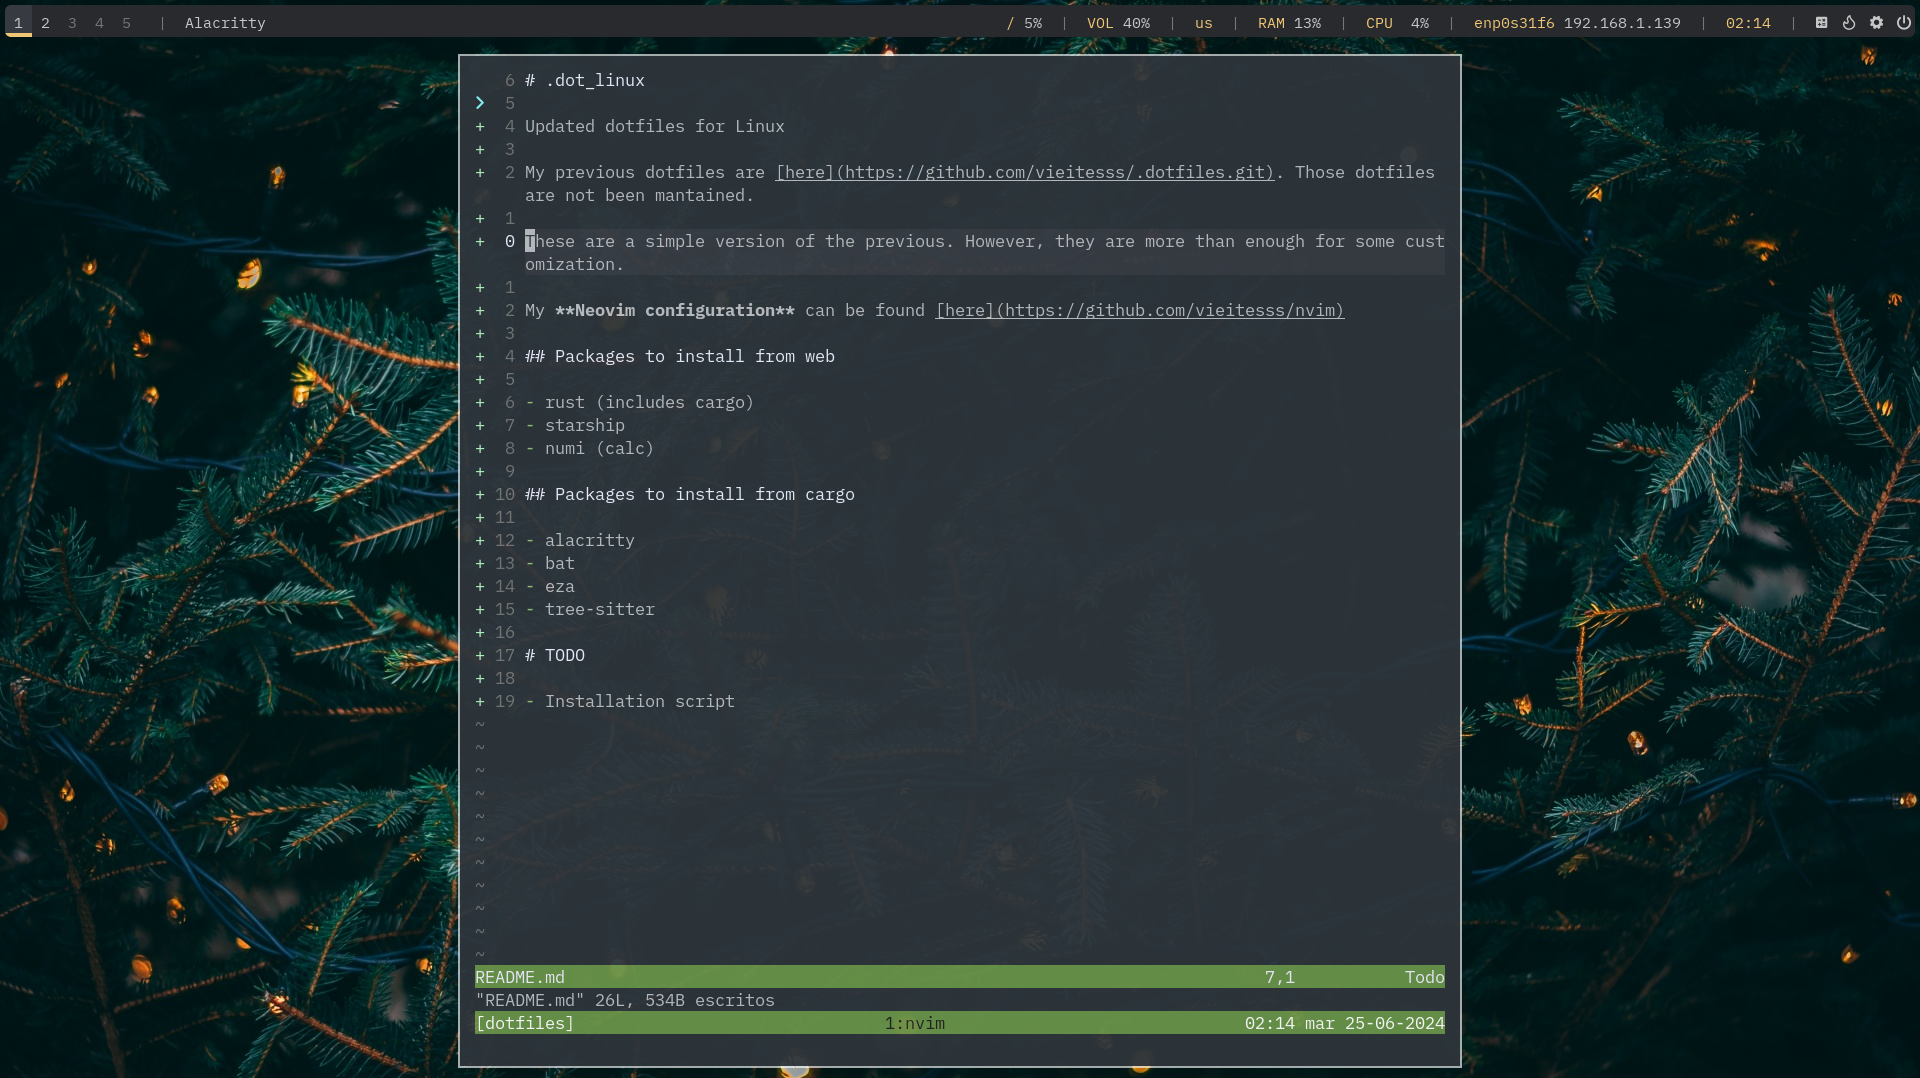 1 2 3 4 5 | Alacritty / 5% | VOL 40% | us | RAM 13% | CPU 4% | enp0s31f6 192.168.1.139 | 02:14 |
6 # .dot_linux
5
+ 4 Updated dotfiles for Linux
+ 3
+ 2 My previous dotfiles are [here](https://github.com/vieitesss/.dotfiles.git). Those dotfiles
are not been mantained.
+ 1
+ 0 These are a simple version of the previous. However, they are more than enough for some cust
omization.
+ 1
+ 2 My **Neovim configuration** can be found [here](https://github.com/vieitesss/nvim)
+ 3
+ 4 ## Packages to install from web
+ 5
+ 6 - rust (includes cargo)
+ 7 - starship
+ 8 - numi (calc)
+ 9
+ 10 ## Packages to install from cargo
+ 11
+ 12 - alacritty
+ 13 - bat
+ 14 - eza
+ 15 - tree-sitter
+ 16
+ 17 # TODO
+ 18
+ 19 - Installation script
~
~
~
~
~
~
~
~
~
~
~
README.md 7,1 Todo
"README.md" 26L, 534B escritos
[dotfiles] 1:nvim 02:14 mar 25-06-2024